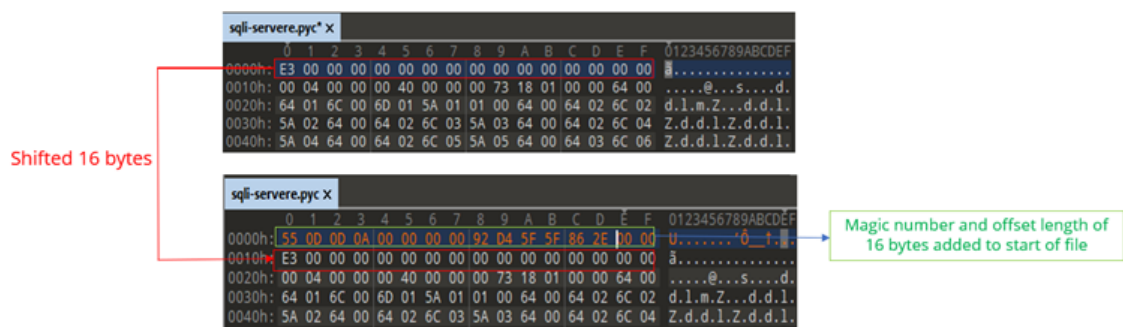 sqli-servere.pyc* X
0 1 2 3 4 5 6 7 8 9 A B C D E F 0123456789ABCDEF
0000h: E3 00 00 00 00 00 00 00 00 00 00 00 00 00 00 00 ã...............
0010h: 00 04 00 00 00 40 00 00 00 73 18 01 00 00 64 00 .....@...s....d.
0020h: 64 01 6C 00 6D 01 5A 01 01 00 64 00 64 02 6C 02 d.l.m.Z...d.d.l.
0030h: 5A 02 64 00 64 02 6C 03 5A 03 64 00 64 02 6C 04 Z.d.d.l.Z.d.d.l.
0040h: 5A 04 64 00 64 02 6C 05 5A 05 64 00 64 03 6C 06 Z.d.d.l.Z.d.d.l.
Shifted 16 bytes
sqli-servere.pyc X
0 1 2 3 4 5 6 7 8 9 A B C D E F 0123456789ABCDEF
0000h: 55 0D 0D 0A 00 00 00 00 92 D4 5F 5F 86 2E 00 00 U.......’Ô__†...
0010h: E3 00 00 00 00 00 00 00 00 00 00 00 00 00 00 00 ã...............
0020h: 00 04 00 00 00 40 00 00 00 73 18 01 00 00 64 00 .....@...s....d.
0030h: 64 01 6C 00 6D 01 5A 01 01 00 64 00 64 02 6C 02 d.l.m.Z...d.d.l.
0040h: 5A 02 64 00 64 02 6C 03 5A 03 64 00 64 02 6C 04 Z.d.d.l.Z.d.d.l.
Magic number and offset length of
16 bytes added to start of file